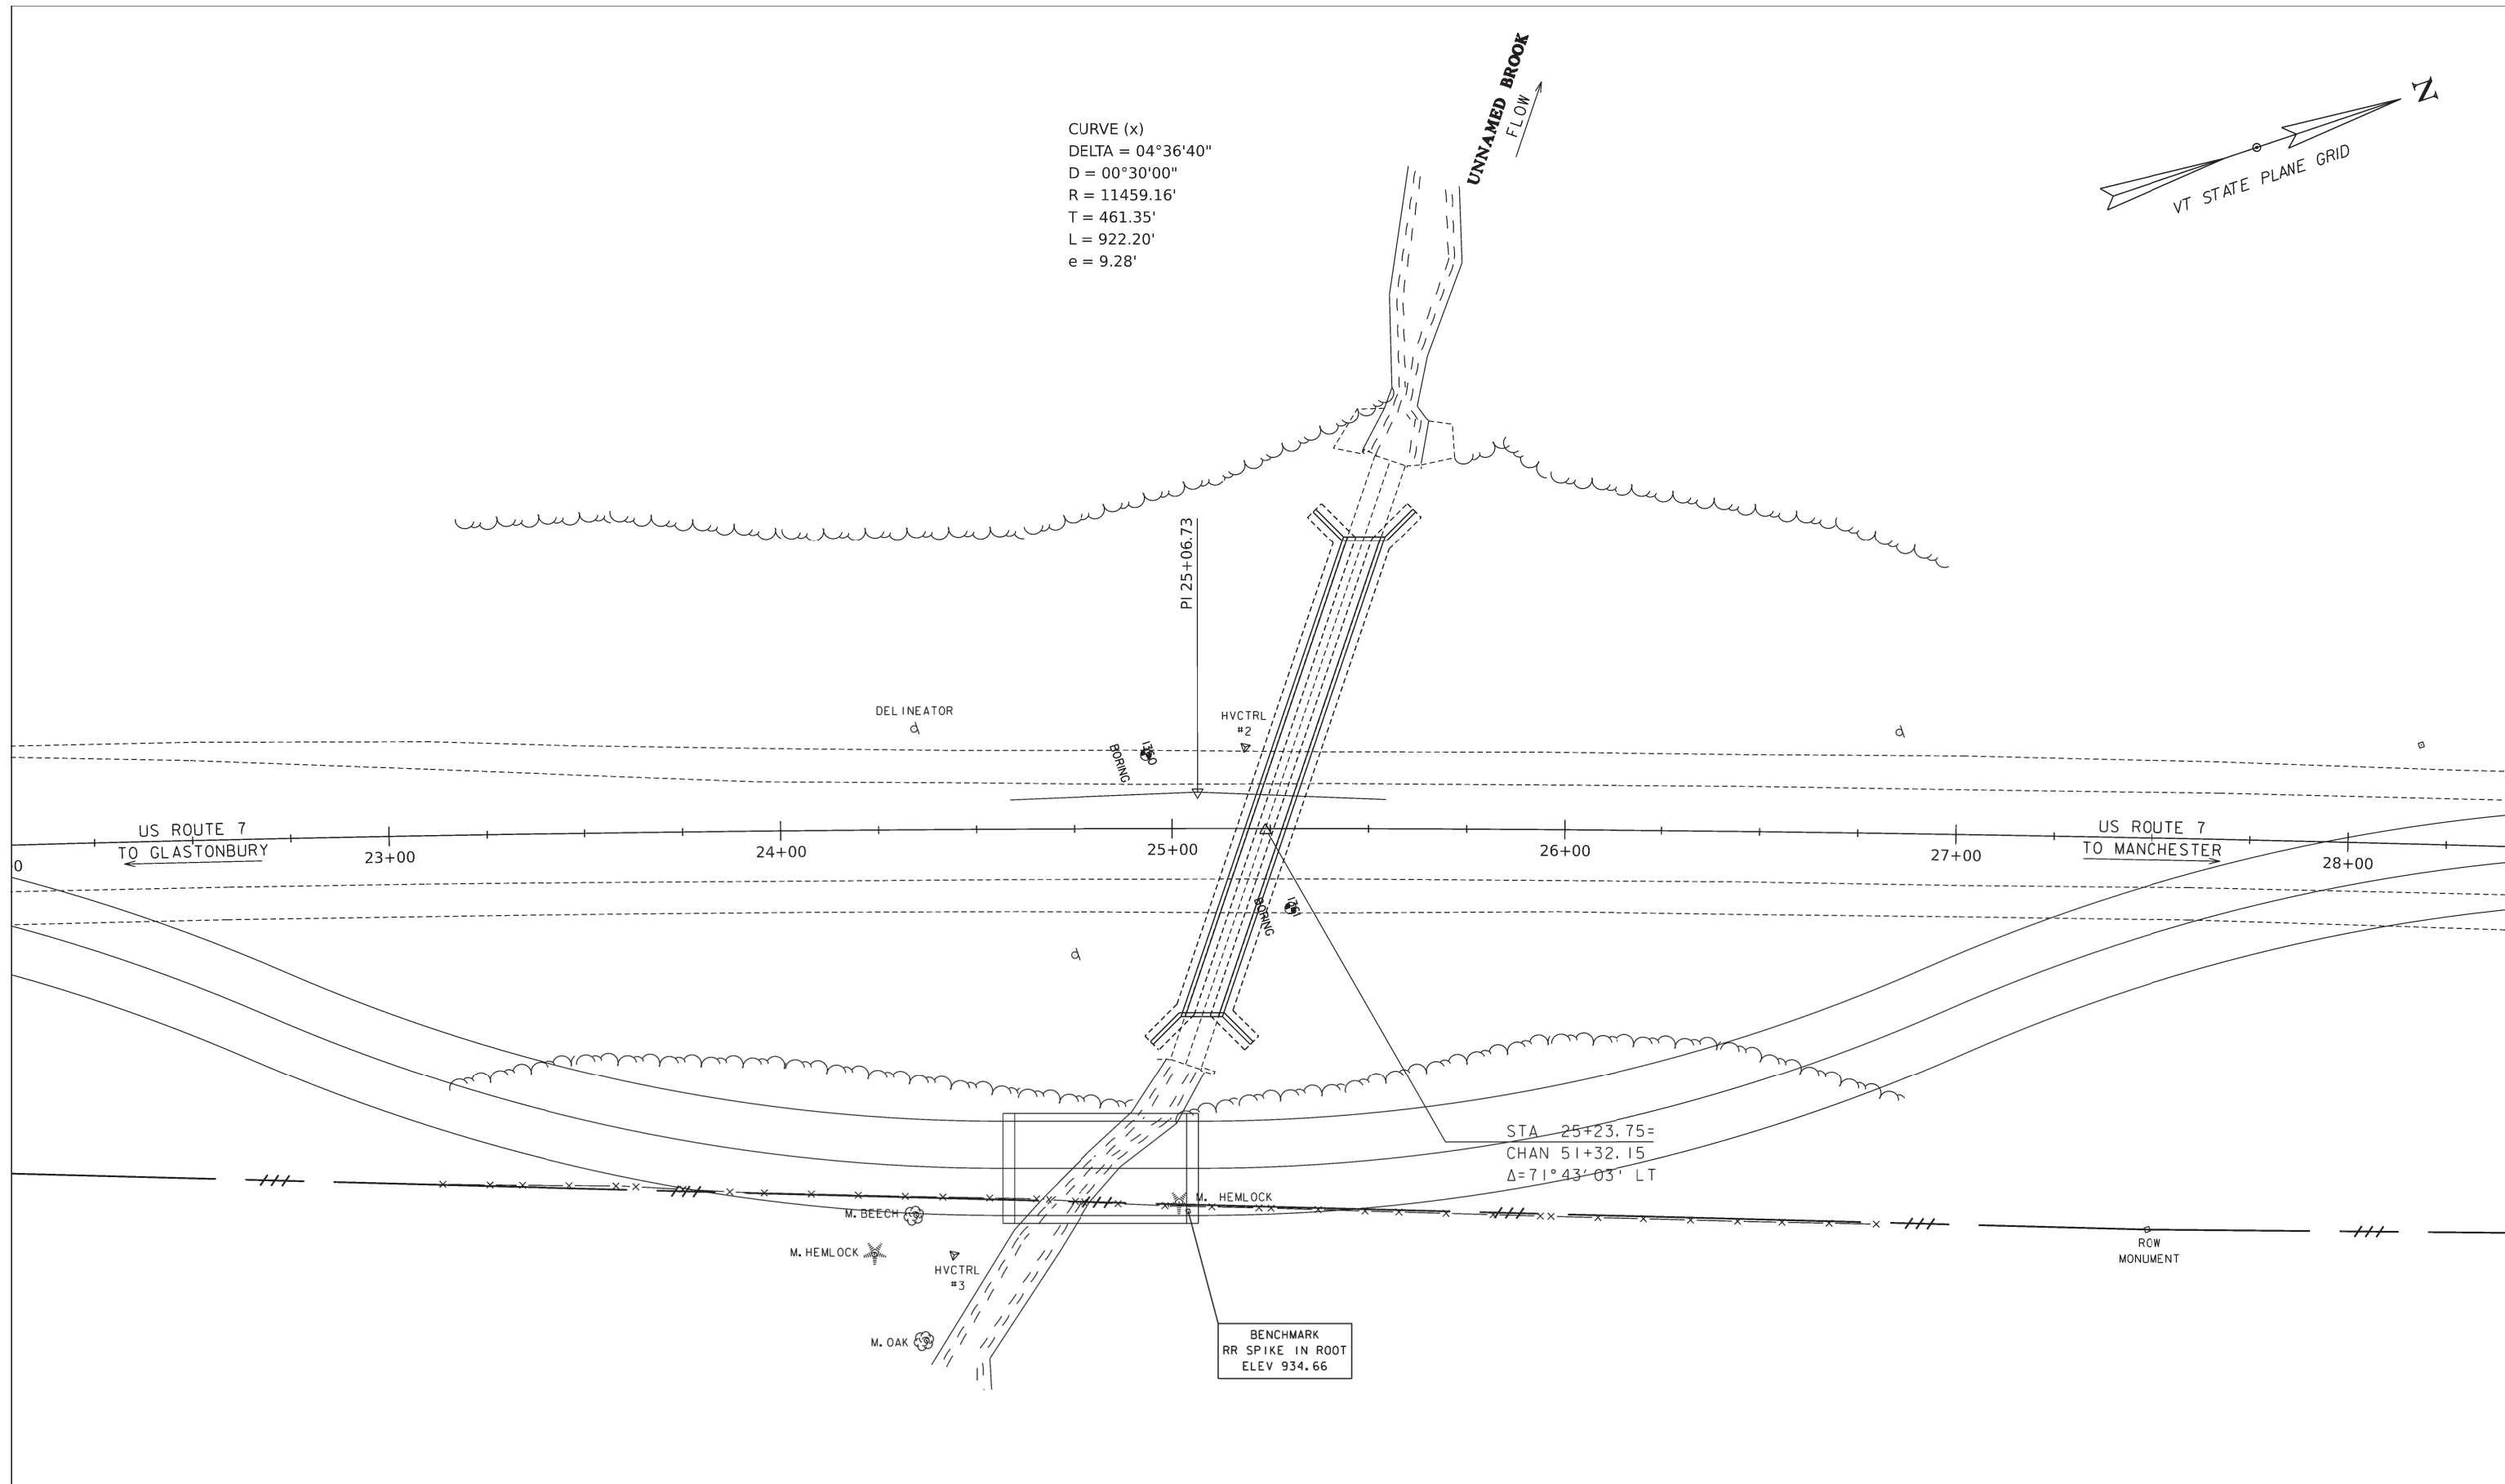 UNNAMED BROOK
FLOW
N
VT STATE PLANE GRID
CURVE (x)
DELTA = 04°36'40"
D = 00°30'00"
R = 11459.16'
T = 461.35'
L = 922.20'
e = 9.28'
PI 25+06.73
DELINEATOR
HVCTRL
#2
BORING
1360
US ROUTE 7
TO GLASTONBURY
US ROUTE 7
TO MANCHESTER
0
23+00
24+00
25+00
26+00
27+00
28+00
BORING
1361
STA 25+23.75=
CHAN 51+32.15
Δ=71°43'03' LT
M. HEMLOCK
M. BEECH
M. HEMLOCK
HVCTRL
#3
ROW
MONUMENT
M. OAK
BENCHMARK
RR SPIKE IN ROOT
ELEV 934.66